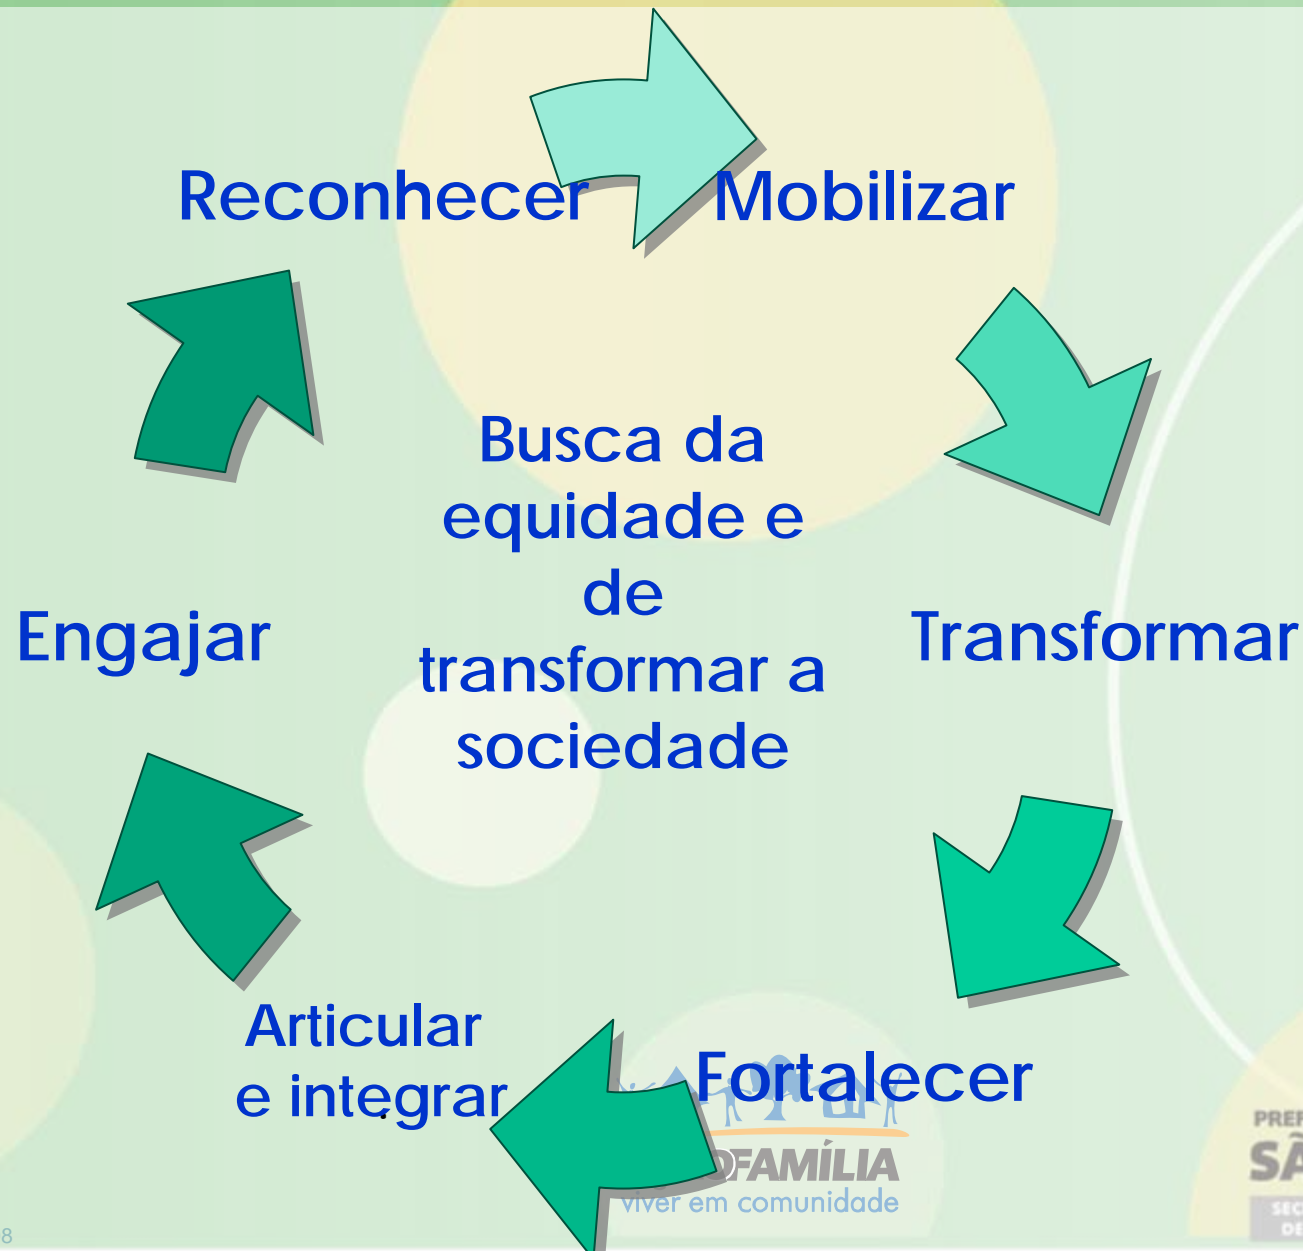 Reconhecer
Mobilizar
Busca da
equidade e
de
transformar a
sociedade
Engajar
Transformar
Articular
e integrar
.
Fortalecer
FAMÍLIA
viver em comunidade
8